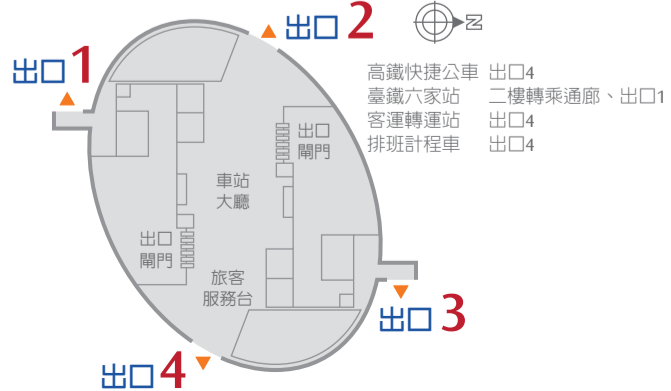 出口2
N
出口1
高鐵快捷公車 出口4
臺鐵六家站 二樓轉乘通廊、出口1
客運轉運站 出口4
排班計程車 出口4
出口
閘門
車站
大廳
出口
閘門
旅客
服務台
出口3
出口4